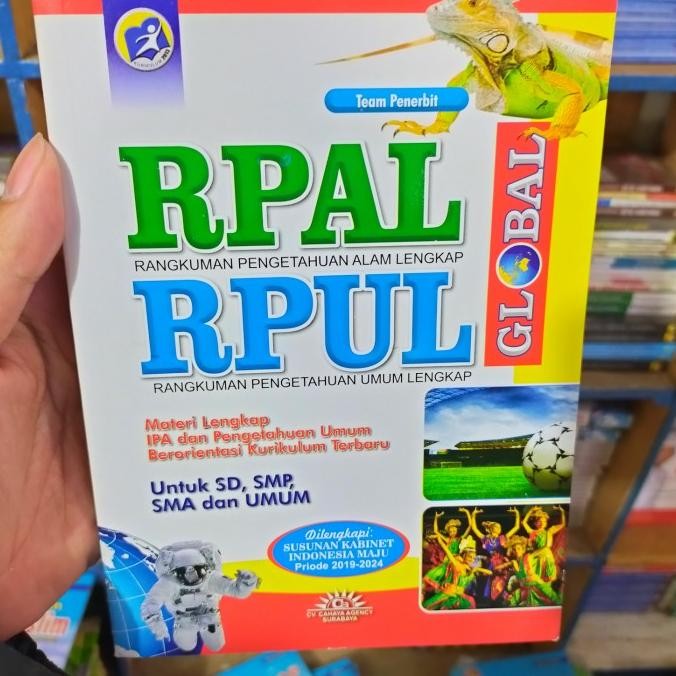 KURIKULUM 2013
Team Penerbit
RPAL
RANGKUMAN PENGETAHUAN ALAM LENGKAP
RPUL
RANGKUMAN PENGETAHUAN UMUM LENGKAP
GLOBAL
Materi Lengkap
IPA dan Pengetahuan Umum
Berorientasi Kurikulum Terbaru
Untuk SD, SMP,
SMA dan UMUM
Dilengkapi:
SUSUNAN KABINET
INDONESIA MAJU
Priode 2019-2024
CV. CAHAYA AGENCY
SURABAYA